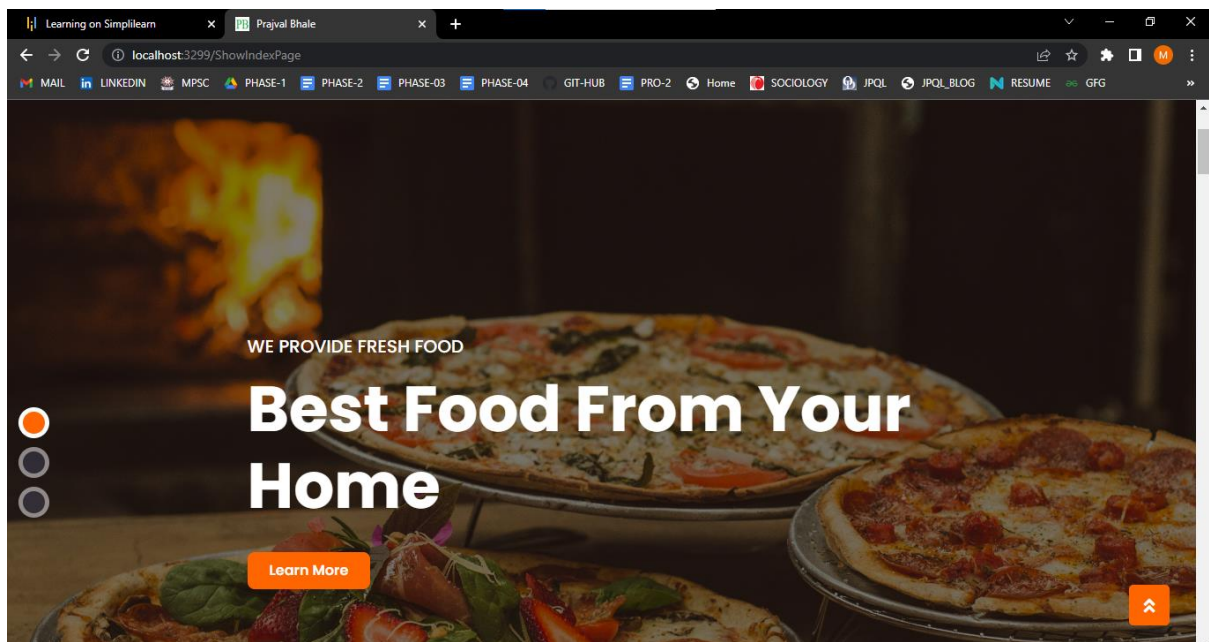 Learning on Simplilearn
PB Prajval Bhale
localhost:3299/ShowIndexPage
M
MAIL in LINKEDIN MPSC PHASE-1 PHASE-2 PHASE-03 PHASE-04 GIT-HUB PRO-2 Home SOCIOLOGY JPQL JPQL_BLOG RESUME GFG
WE PROVIDE FRESH FOOD
Best Food From Your
Home
Learn More